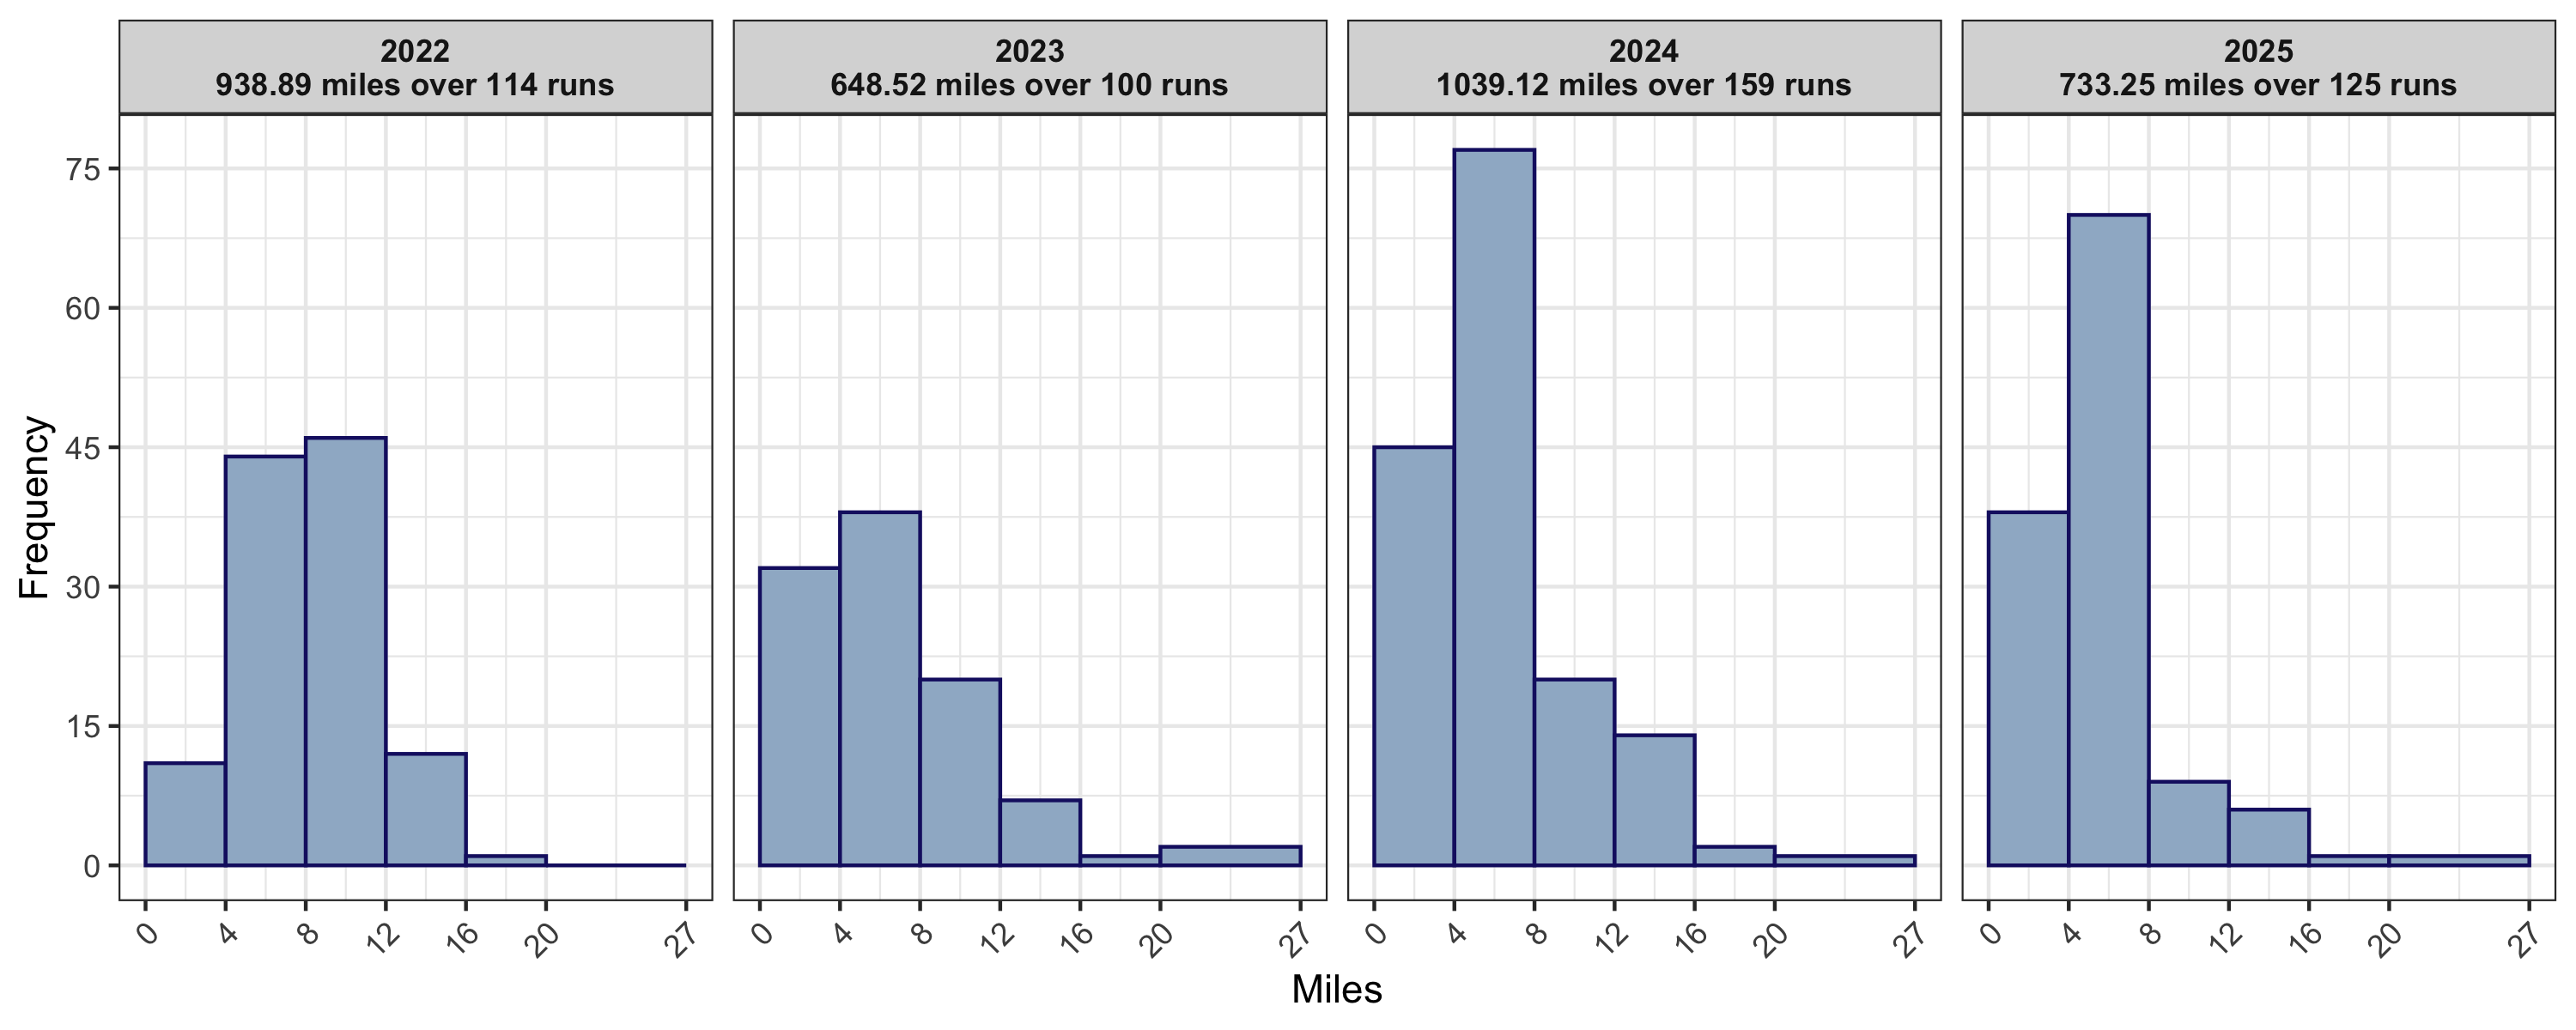 2022
938.89 miles over 114 runs
2023
648.52 miles over 100 runs
2024
1039.12 miles over 159 runs
2025
733.25 miles over 125 runs
Frequency
75
60
45
30
15
0
0 4 8 12 16 20 27
0 4 8 12 16 20 27
0 4 8 12 16 20 27
0 4 8 12 16 20 27
Miles